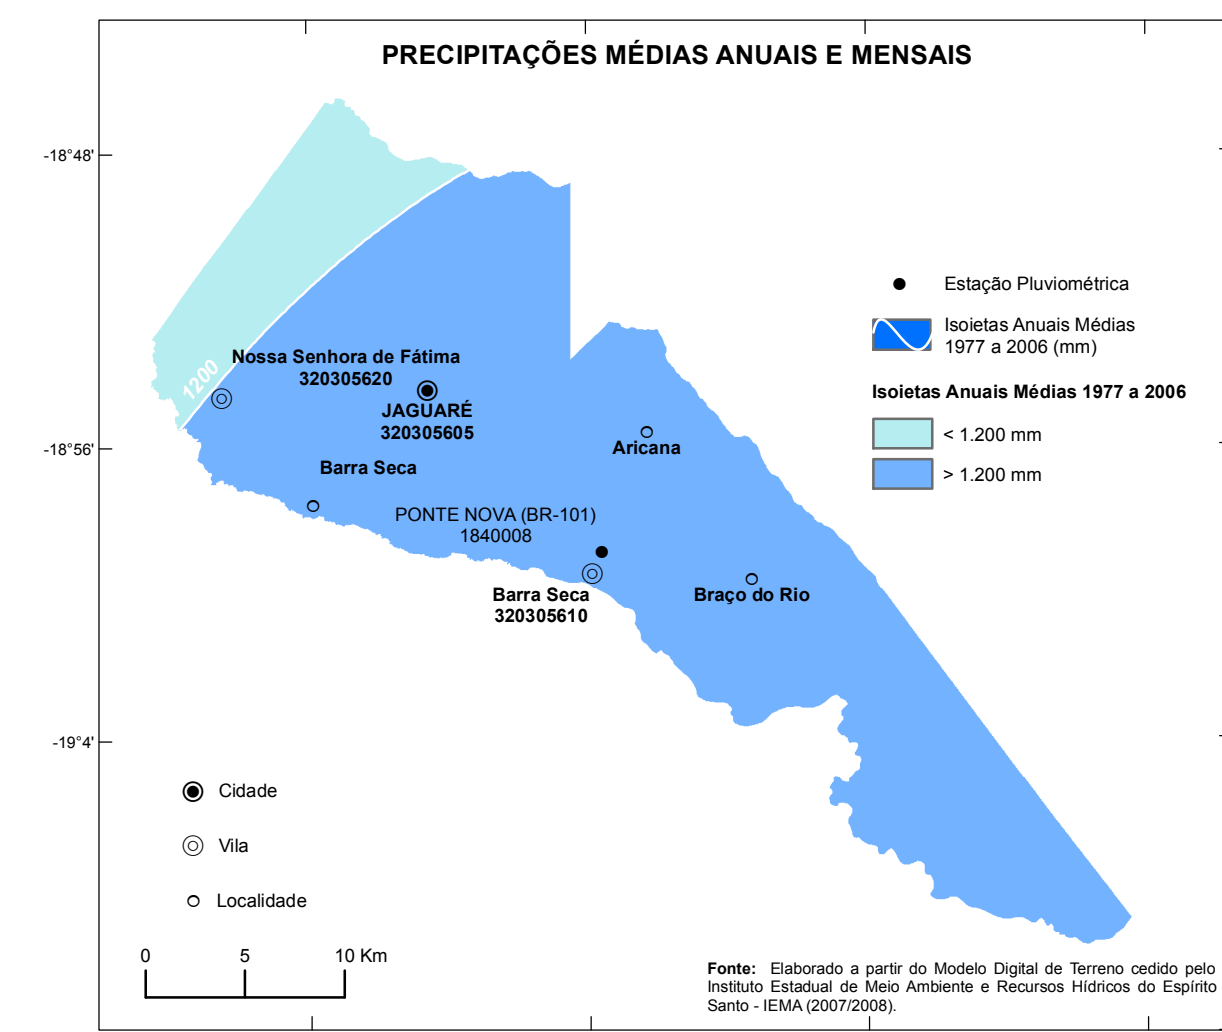 PRECIPITAÇÕES MÉDIAS ANUAIS E MENSAIS
-18°48'
Estação Pluviométrica
Isoietas Anuais Médias
1977 a 2006 (mm)
1200
Nossa Senhora de Fátima
320305620
JAGUARÉ
320305605
Isoietas Anuais Médias 1977 a 2006
< 1.200 mm
> 1.200 mm
-18°56'
Aricana
Barra Seca
PONTE NOVA (BR-101)
1840008
Barra Seca
320305610
Braço do Rio
-19°4'
Cidade
Vila
Localidade
0 5 10 Km
Fonte: Elaborado a partir do Modelo Digital de Terreno cedido pelo
Instituto Estadual de Meio Ambiente e Recursos Hídricos do Espírito
Santo - IEMA (2007/2008).